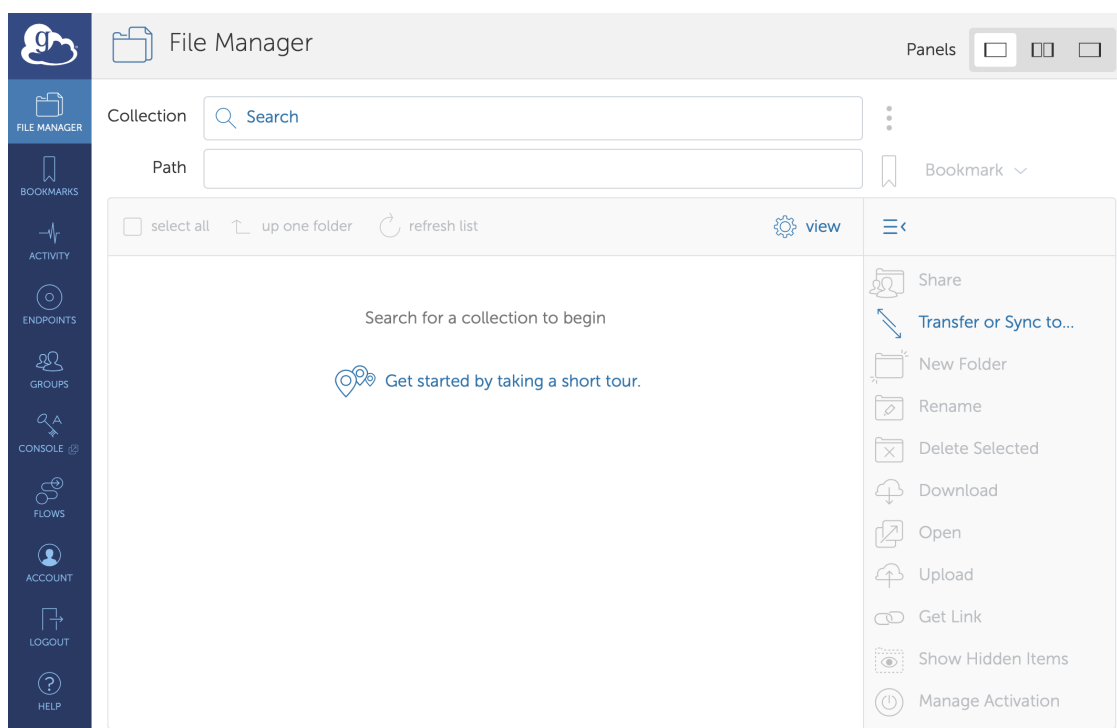 g
File Manager
Panels
FILE MANAGER
BOOKMARKS
ACTIVITY
ENDPOINTS
GROUPS
CONSOLE
FLOWS
ACCOUNT
LOGOUT
HELP
Collection
Search
Path
Bookmark
select all
up one folder
refresh list
view
Search for a collection to begin
Get started by taking a short tour.
Share
Transfer or Sync to...
New Folder
Rename
Delete Selected
Download
Open
Upload
Get Link
Show Hidden Items
Manage Activation